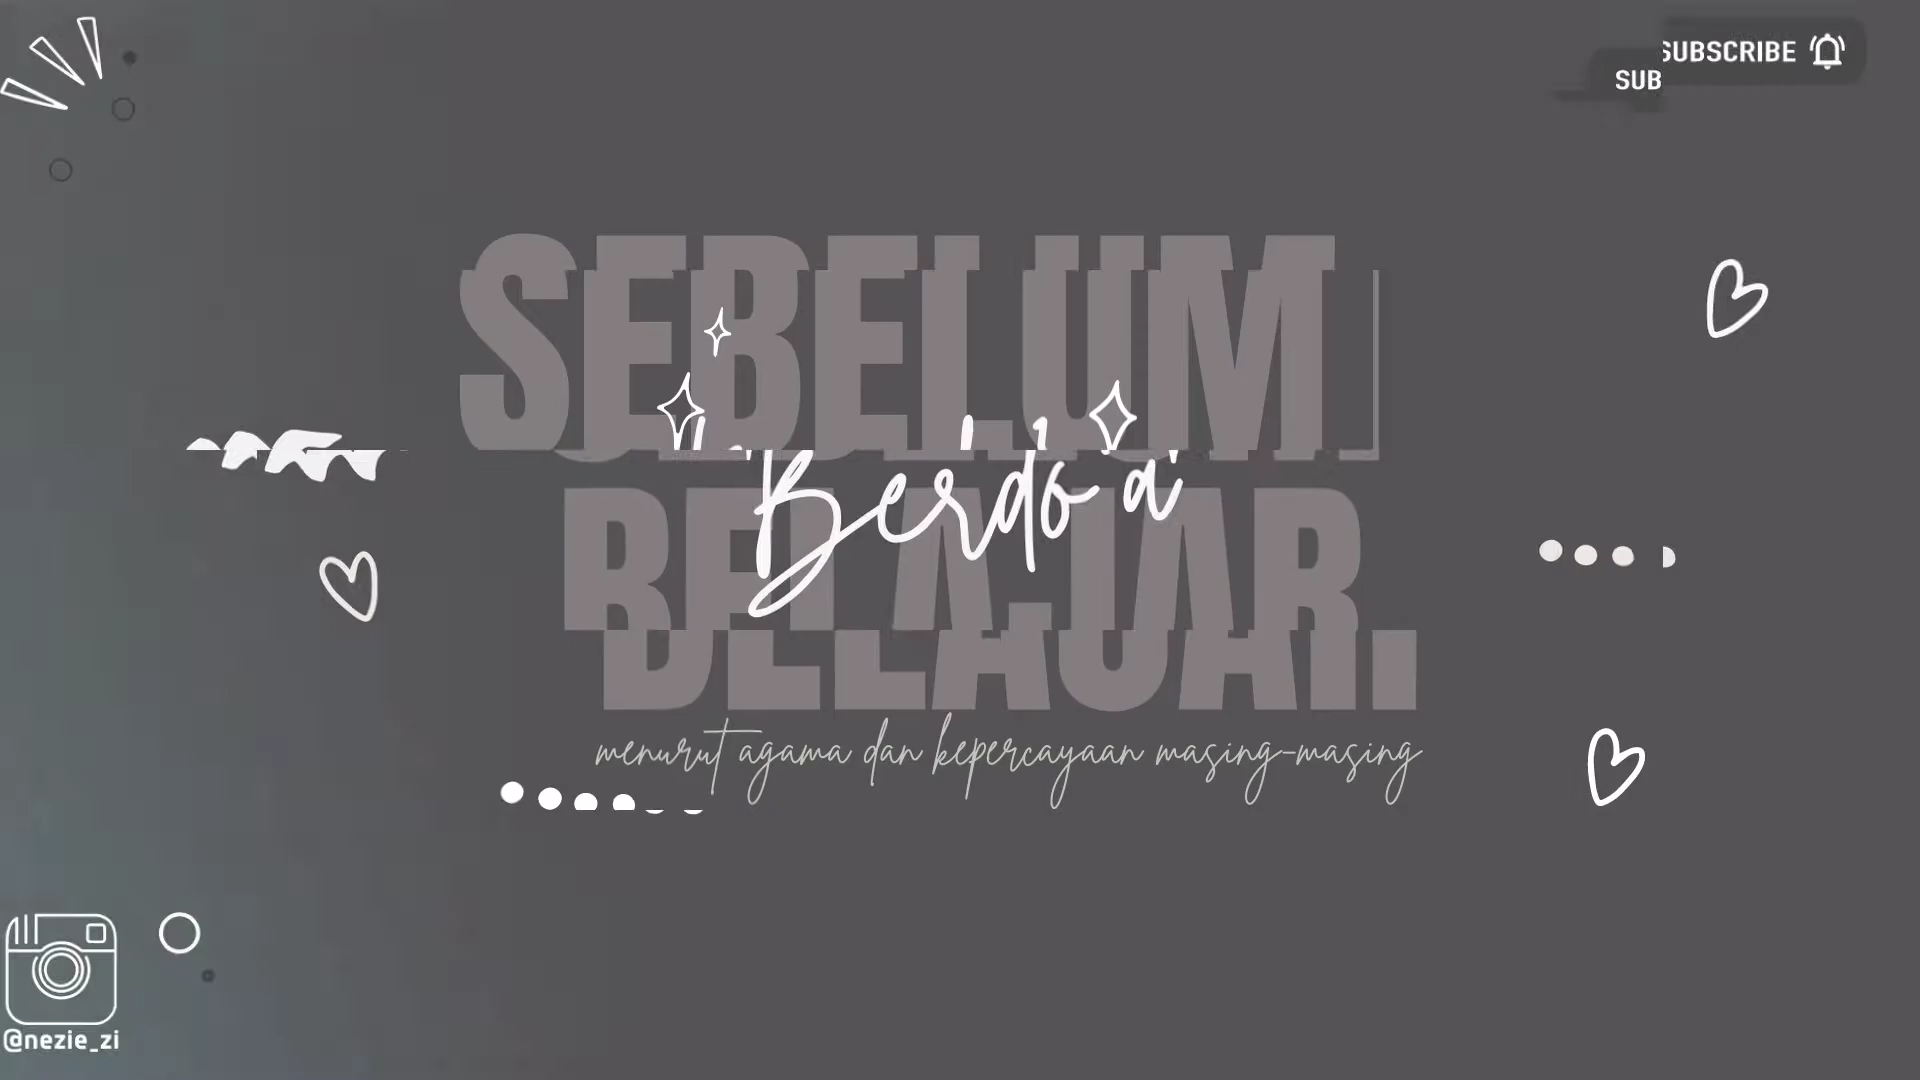 SUBSCRIBE
SUB
SEBELUM
Berdo'a
BELAJAR.
menurut agama dan kepercayaan masing-masing
@nezie_zi